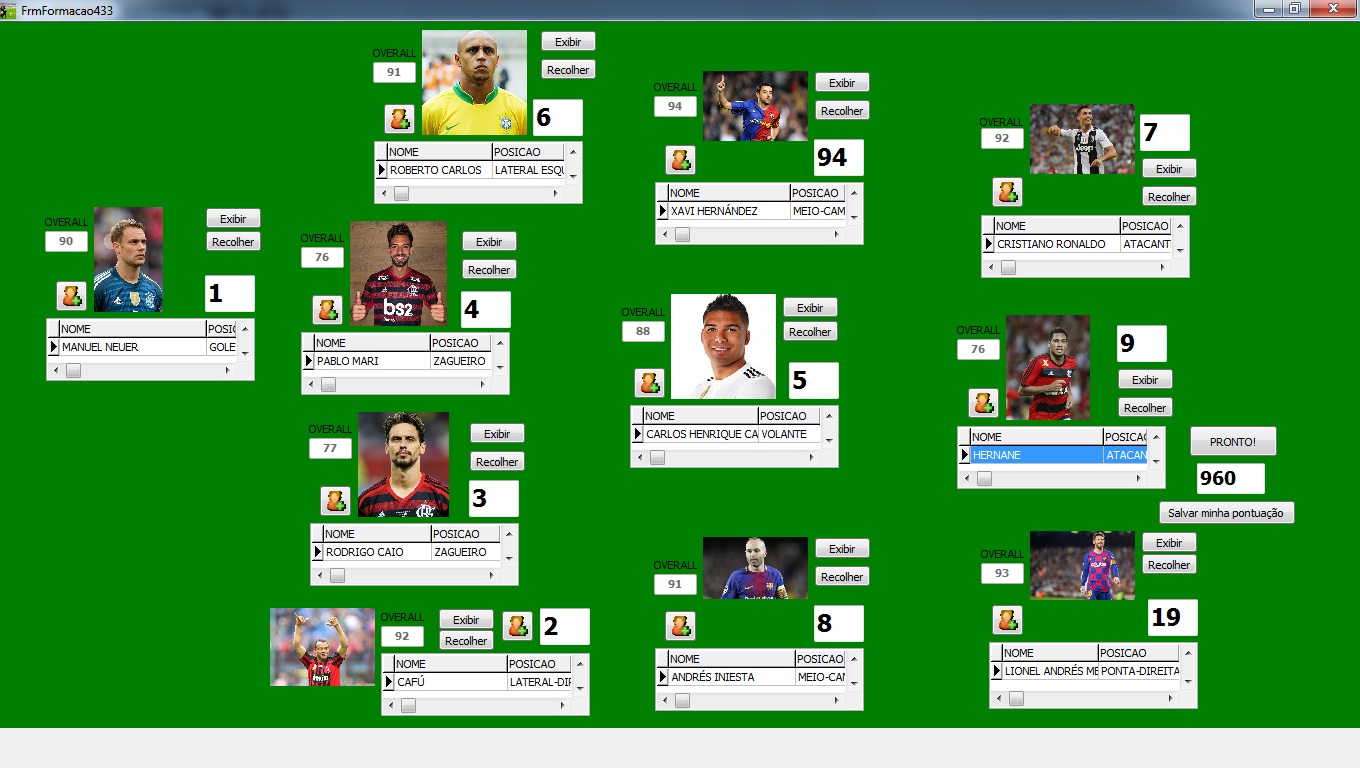 FrmFormacao433
OVERALL
91
Exibir
Recolher
6
NOME POSICAO
ROBERTO CARLOS LATERAL ESQU
OVERALL
94
Exibir
Recolher
94
NOME POSICAO
XAVI HERNÁNDEZ MEIO-CAM
OVERALL
92
7
Exibir
Recolher
Jeep
NOME POSICAO
CRISTIANO RONALDO ATACANT
OVERALL
90
Exibir
Recolher
1
NOME POSIC
MANUEL NEUER GOLE
OVERALL
76
Exibir
Recolher
4
BS2
NOME POSICAO
PABLO MARI ZAGUEIRO
OVERALL
88
Exibir
Recolher
5
NOME POSICAO
CARLOS HENRIQUE CA VOLANTE
OVERALL
76
9
Exibir
Recolher
NOME POSICAC
HERNANE ATACAN
PRONTO!
960
Salvar minha pontuação
OVERALL
77
Exibir
Recolher
3
NOME POSICAO
RODRIGO CAIO ZAGUEIRO
OVERALL
92
Exibir
Recolher
2
NOME POSICAO
CAFÚ LATERAL-DIR
OVERALL
91
Exibir
Recolher
8
NOME POSICAO
ANDRÉS INIESTA MEIO-CAM
OVERALL
93
Exibir
Recolher
19
NOME POSICAO
LIONEL ANDRÉS ME PONTA-DIREITA